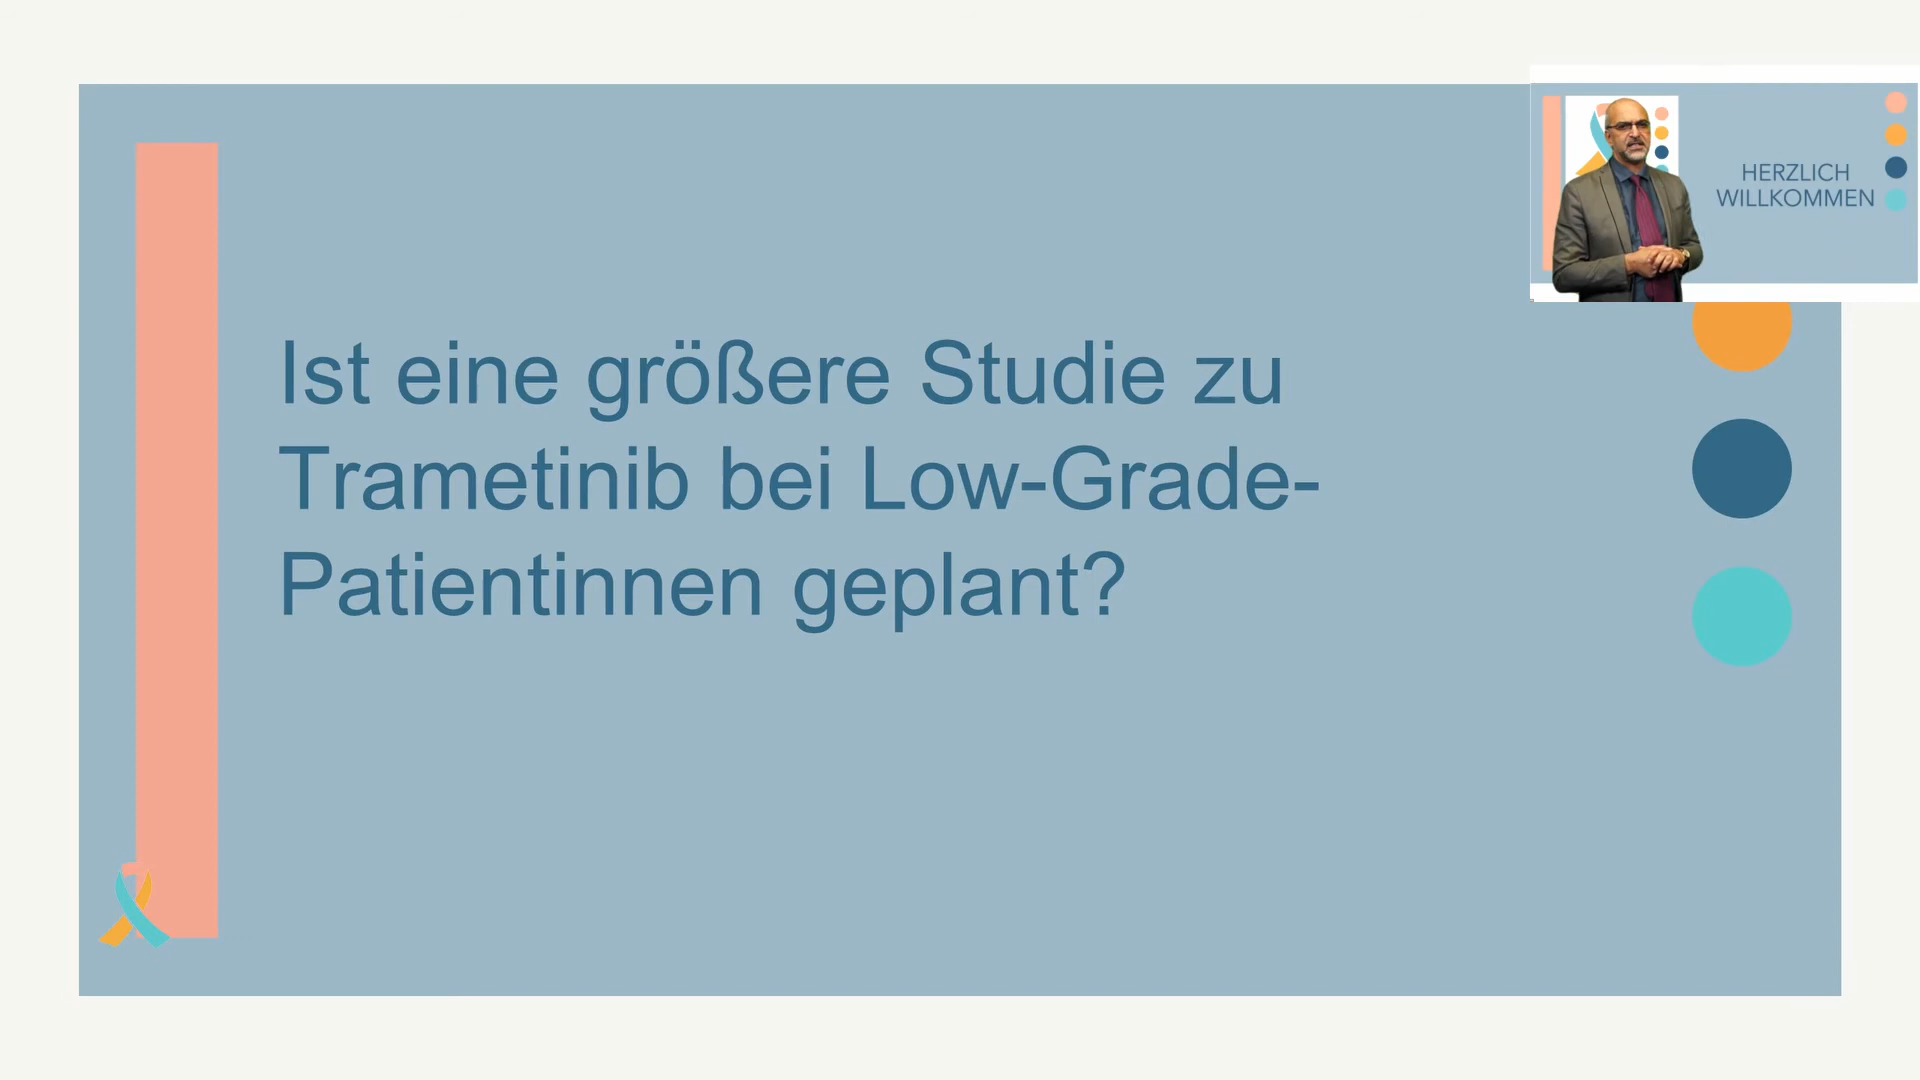 Ist eine größere Studie zu
Trametinib bei Low-Grade-
Patientinnen geplant?
HERZLICH
WILLKOMMEN